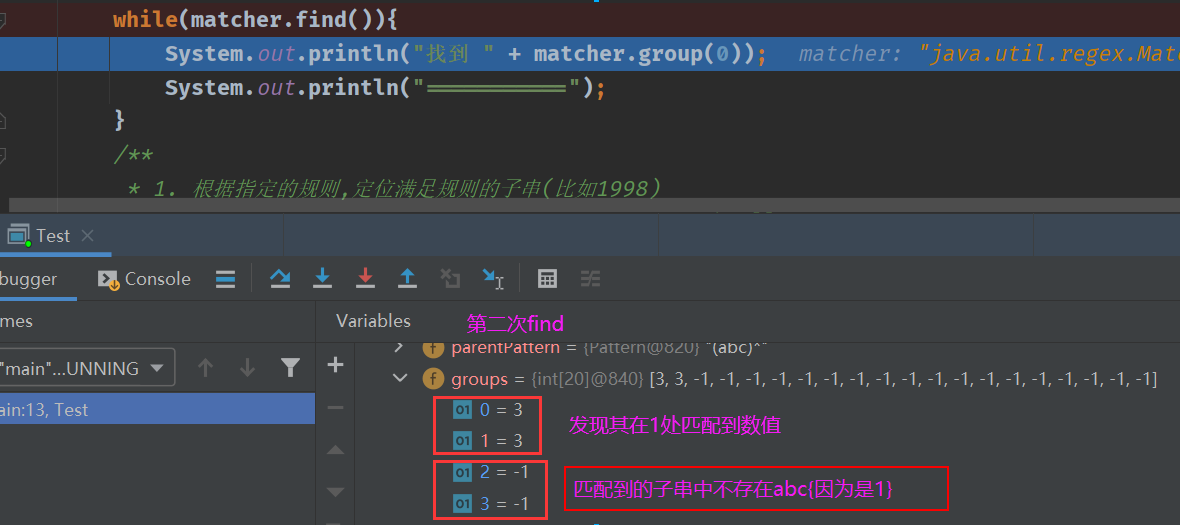 while(matcher.find()){
System.out.println("找到 " + matcher.group(0)); matcher: "java.util.regex.Matc
System.out.println("===========");
}
/**
* 1. 根据指定的规则,定位满足规则的子串(比如1998)
Test
bugger
Console
mes
Variables
第二次find
"main"...UNNING
parentPattern = {Pattern@820} "(abc)*"
groups = {int[20]@840} [3, 3, -1, -1, -1, -1, -1, -1, -1, -1, -1, -1, -1, -1, -1, -1, -1, -1, -1, -1]
ain:13, Test
01 0 = 3
发现其在1处匹配到数值
01 1 = 3
01 2 = -1
匹配到的子串中不存在abc{因为是1}
01 3 = -1